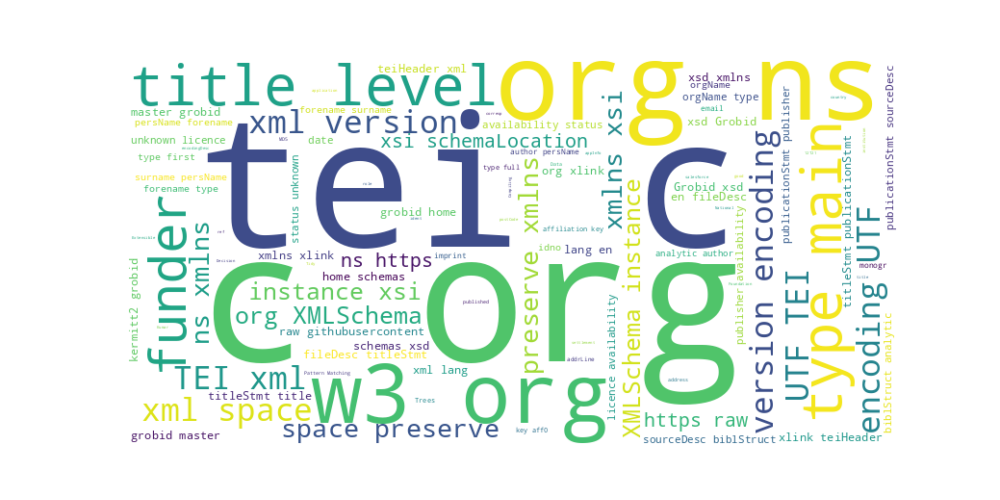 title level
org ns
teiHeader xml
xsd xmlns
orgName
orgName type
master grobid
forename surname
persName forename
xml version
availability status
email
xsd Grobid
unknown licence
date
xsi schemaLocation
tei c
type first
author persName
type full
org xlink
surname persName
forename type
Grobid xsd
en fileDesc
grobid home
status unknown
affiliation key
xmlns xlink
ns https
imprint
idno
lang en
analytic author
monogr
home schemas
instance xsi
published
c org
org XMLSchema
raw githubusercontent
schemas xsd
fileDesc titleStmt
addrLine
xml lang
Pattern Matching
address
TEI xml
w3 org
titleStmt title
Trees
xml space
https raw
space preserve
key aff0
grobid master
sourceDesc biblStruct
xlink teiHeader
kermitt2 grobid
funder
ns xmlns
preserve xmlns
xmlns xsi
licence availability
XMLSchema instance
publisher availability
version encoding
publicationStmt publisher
UTF TEI
type main
titleStmt publicationStmt
encoding UTF
biblStruct analytic
publicationStmt sourceDesc